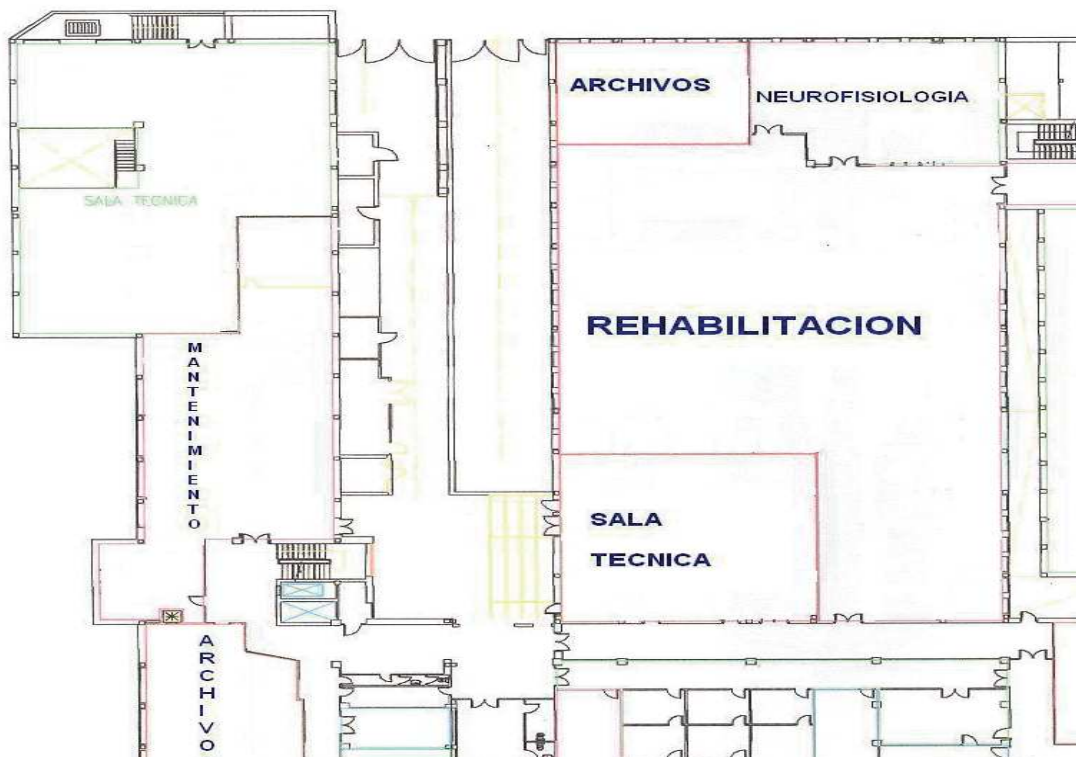 ARCHIVOS
NEUROFISIOLOGIA
SALA TECNICA
REHABILITACION
MANTENIMIENTO
SALA
TECNICA
ARCHIVO